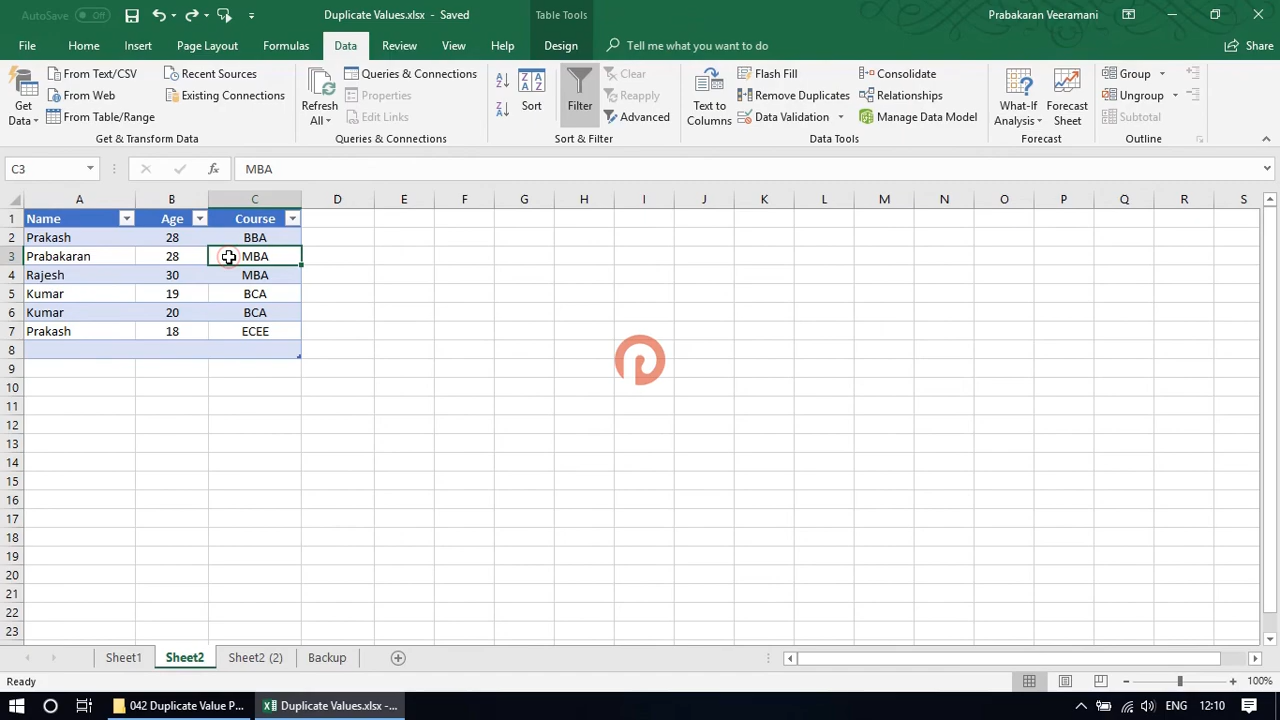 AutoSave Off Duplicate Values.xlsx - Saved Table Tools Prabakaran Veeramani
File Home Insert Page Layout Formulas Data Review View Help Design Tell me what you want to do Share
Get Data
From Text/CSV
From Web
From Table/Range
Recent Sources
Existing Connections
Get & Transform Data
Refresh All
Queries & Connections
Properties
Edit Links
Queries & Connections
Sort
Filter
Clear
Reapply
Advanced
Sort & Filter
Text to Columns
Flash Fill
Remove Duplicates
Data Validation
Consolidate
Relationships
Manage Data Model
Data Tools
What-If Analysis
Forecast Sheet
Forecast
Group
Ungroup
Subtotal
Outline
C3 fx MBA
A B C D E F G H I J K L M N O P Q R S
1 Name Age Course
2 Prakash 28 BBA
3 Prabakaran 28 MBA
4 Rajesh 30 MBA
5 Kumar 19 BCA
6 Kumar 20 BCA
7 Prakash 18 ECEE
8
9
10
11
12
13
14
15
16
17
18
19
20
21
22
23
Sheet1 Sheet2 Sheet2 (2) Backup
Ready 100%
042 Duplicate Value P... Duplicate Values.xlsx -... ENG 12:10